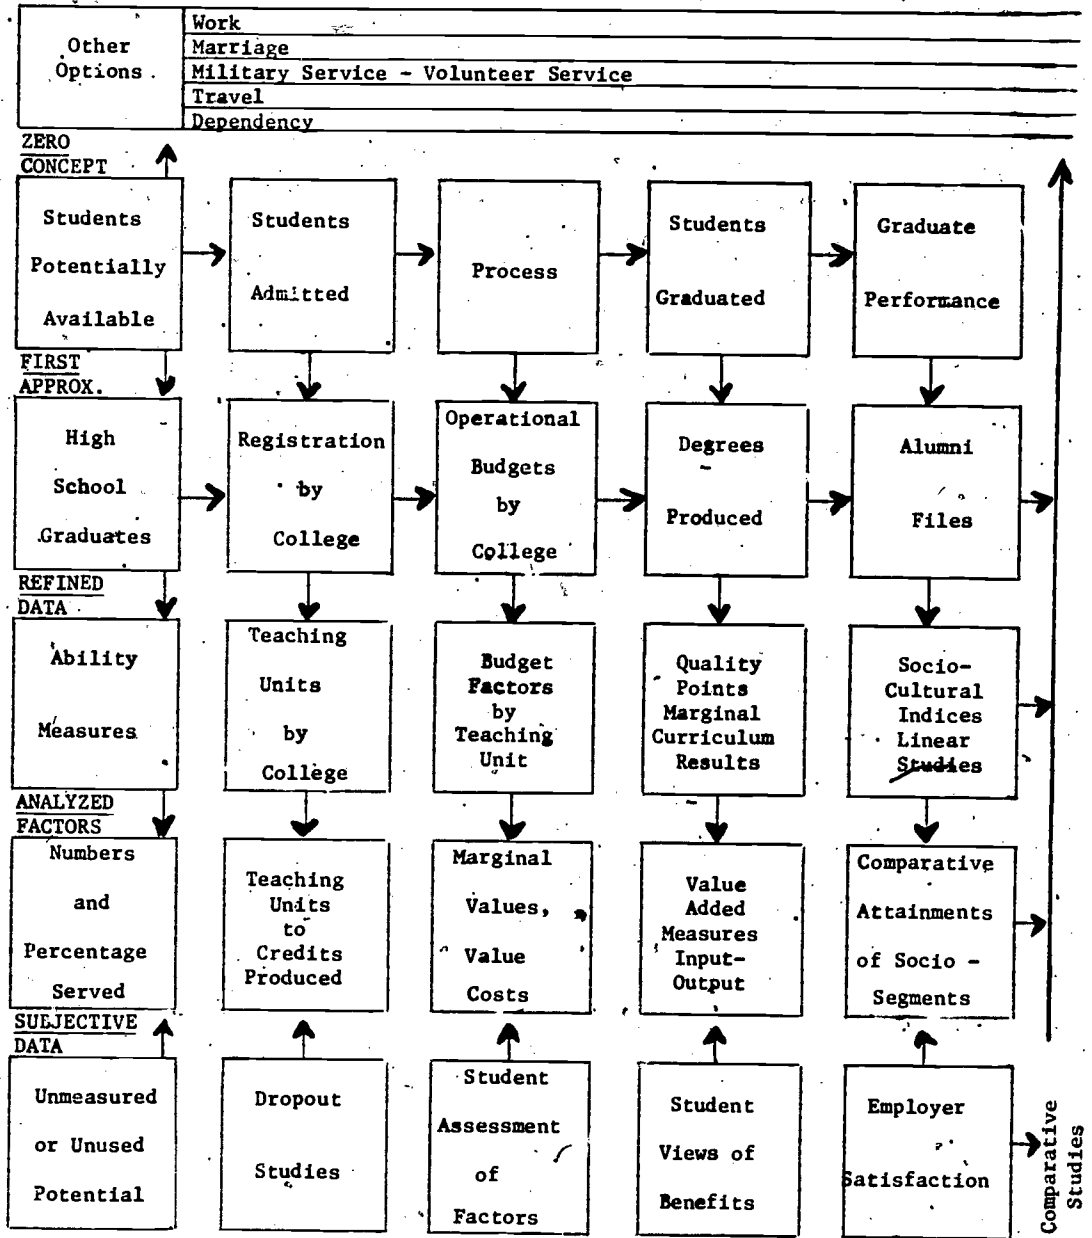 Other
Options
Work
Marriage
Military Service - Volunteer Service
Travel
Dependency
ZERO
CONCEPT
Students
Potentially
Available
Students
Admitted
Process
Students
Graduated
Graduate
Performance
FIRST
APPROX.
High
School
Graduates
Registration
by
College
Operational
Budgets
by
College
Degrees
Produced
Alumni
Files
REFINED
DATA
Ability
Measures
Teaching
Units
by
College
Budget
Factors
by
Teaching
Unit
Quality
Points
Marginal
Curriculum
Results
Socio-
Cultural
Indices
Linear
Studies
ANALYZED
FACTORS
Numbers
and
Percentage
Served
Teaching
Units
to
Credits
Produced
Marginal
Values,
Value
Costs
Value
Added
Measures
Input-
Output
Comparative
Attainments
of Socio -
Segments
SUBJECTIVE
DATA
Unmeasured
or Unused
Potential
Dropout
Studies
Student
Assessment
of
Factors
Student
Views of
Benefits
Employer
Satisfaction
Comparative
Studies